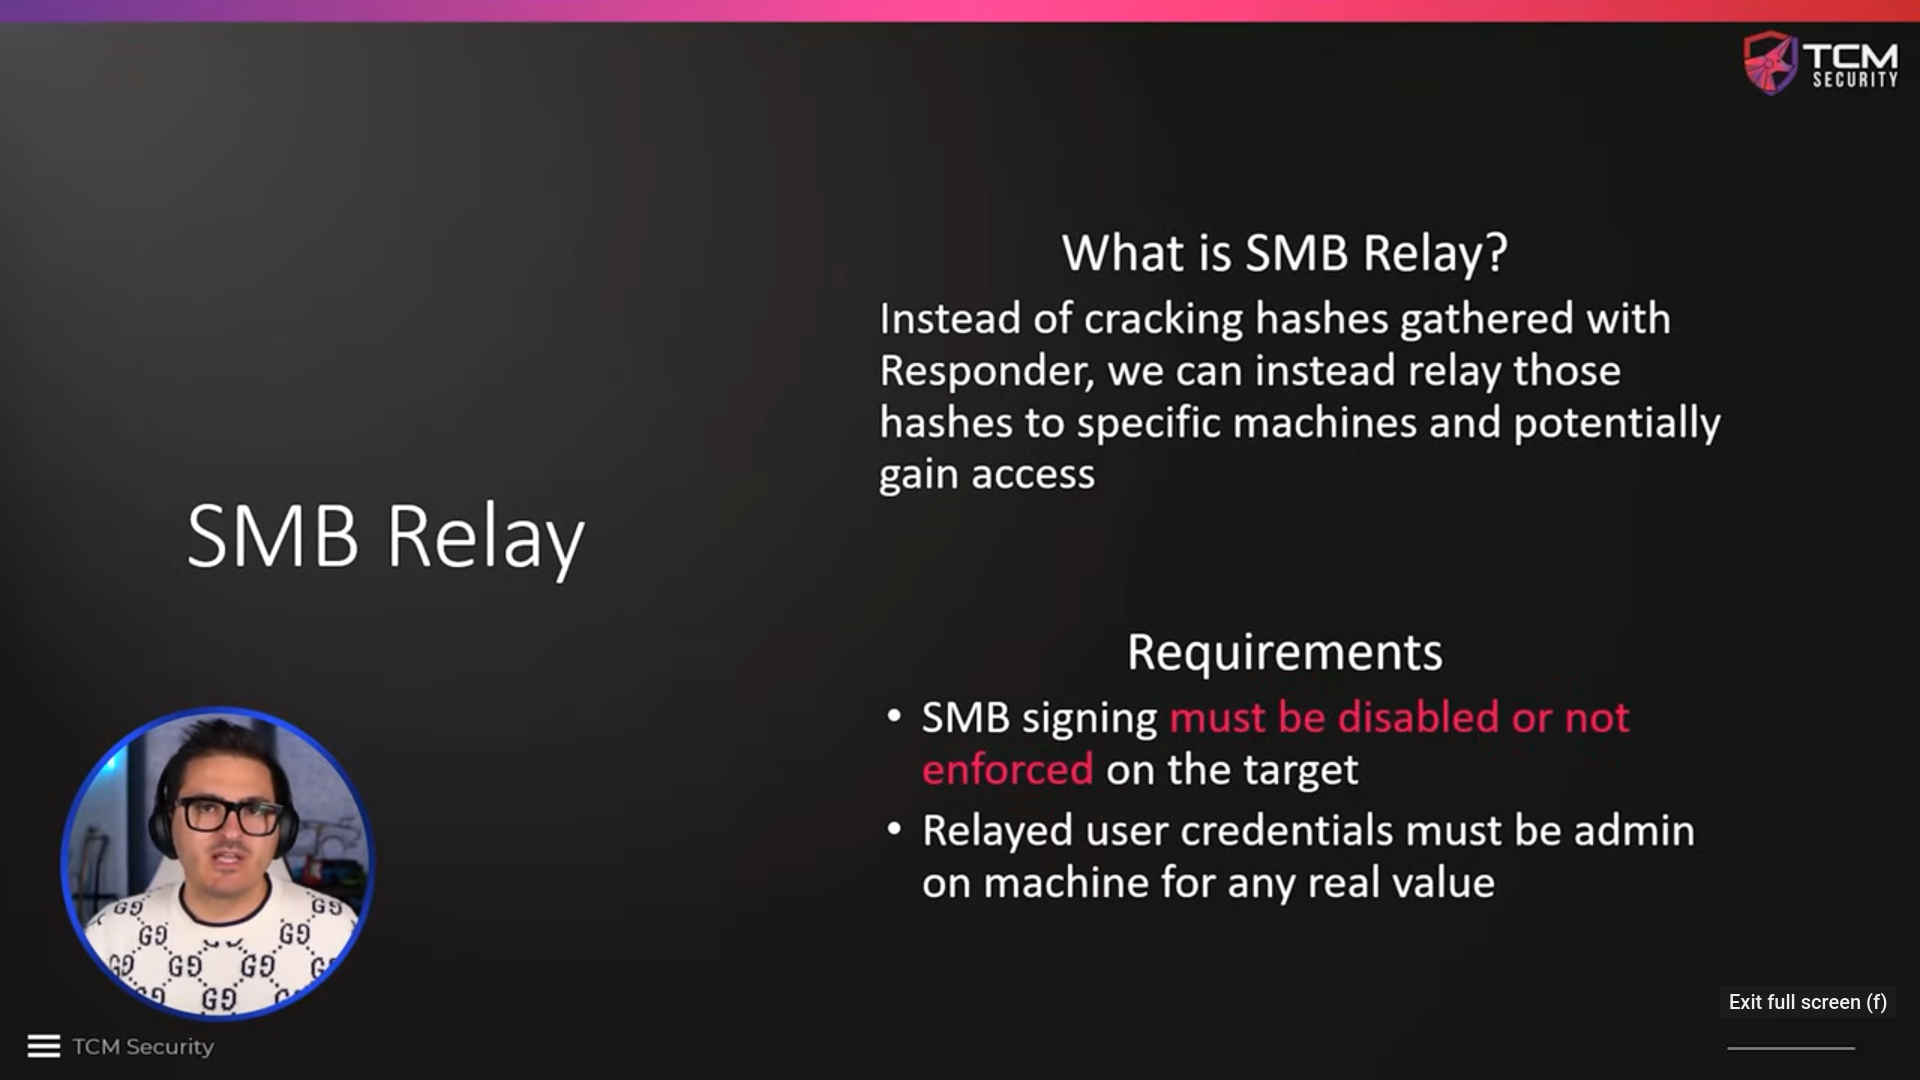 TCM
SECURITY
What is SMB Relay?
Instead of cracking hashes gathered with
Responder, we can instead relay those
hashes to specific machines and potentially
gain access
SMB Relay
Requirements
• SMB signing must be disabled or not
enforced on the target
• Relayed user credentials must be admin
on machine for any real value
Exit full screen (f)
TCM Security